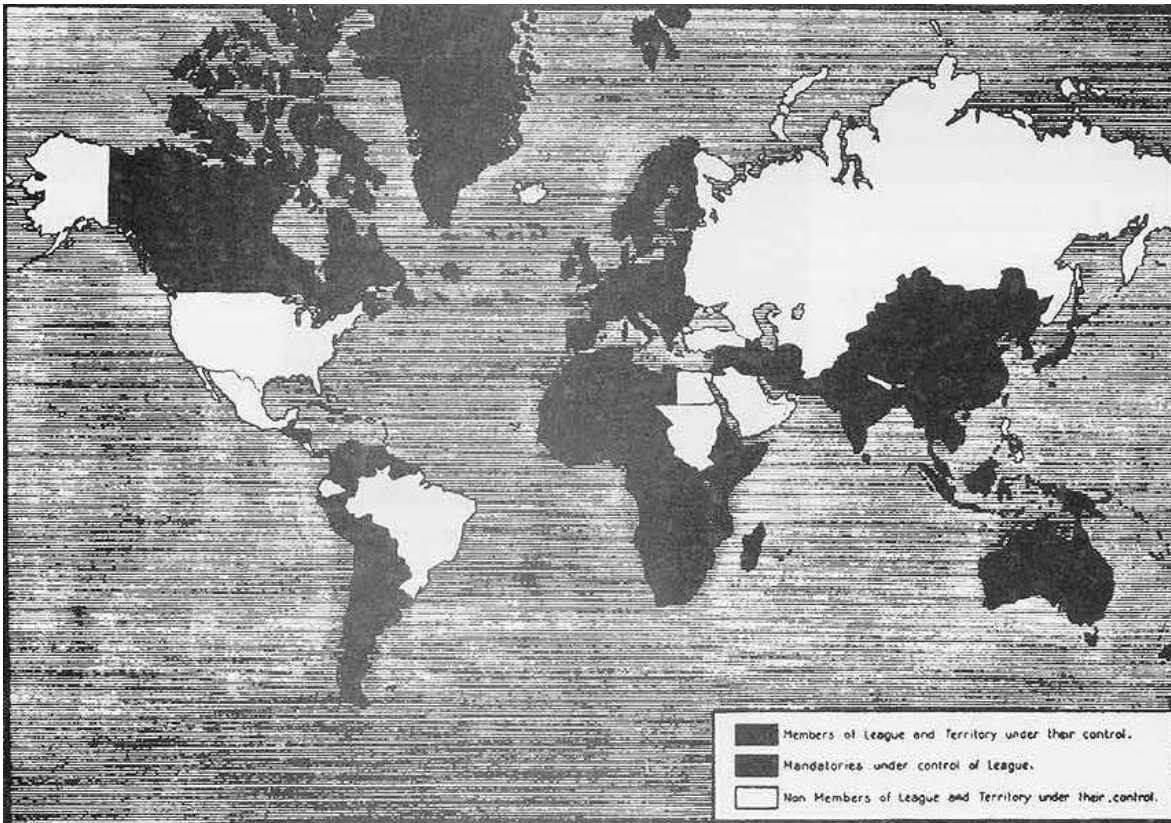 Members of League and Territory under their control.
Mandatories under control of League.
Non Members of League and Territory under their control.